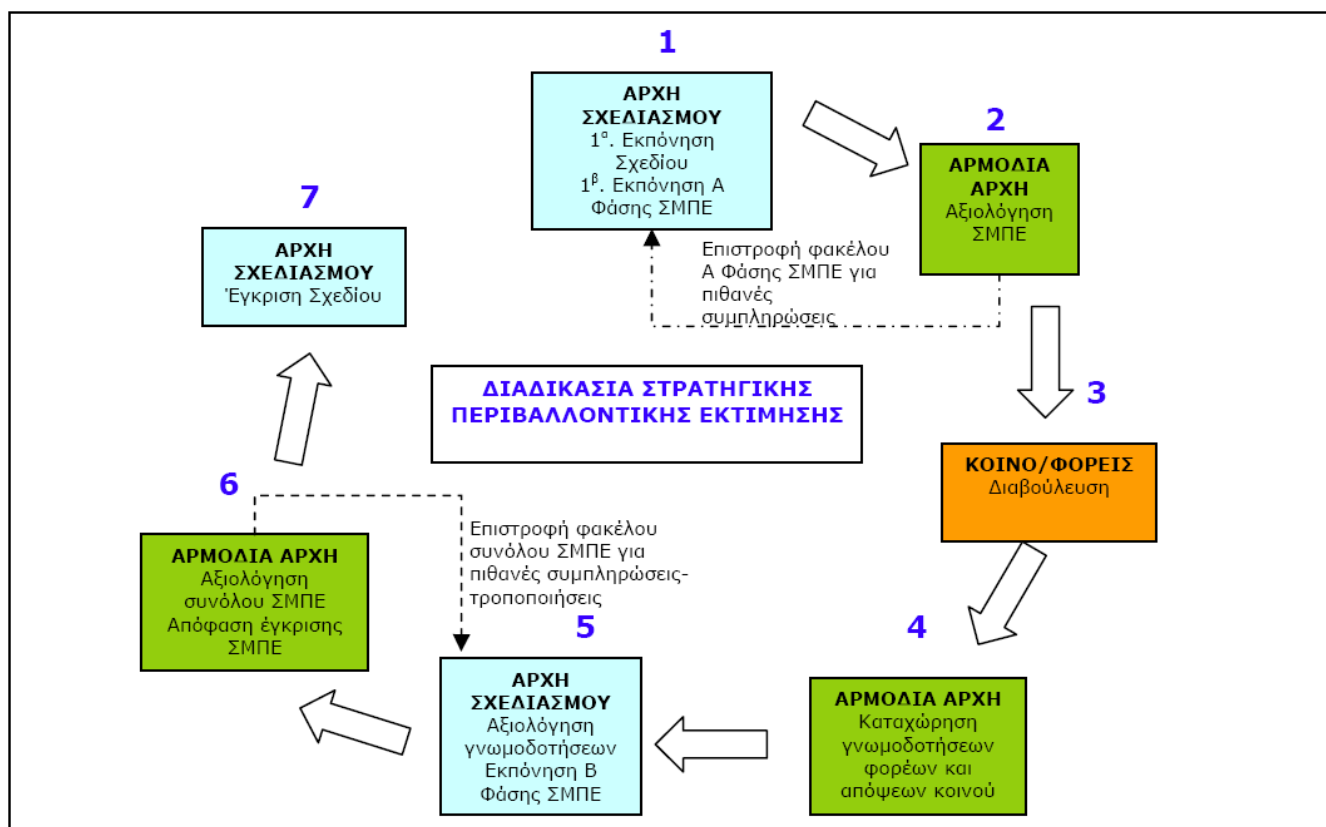 1
ΑΡΧΗ
ΣΧΕΔΙΑΣΜΟΥ
1α. Εκπόνηση
Σχεδίου
1β. Εκπόνηση Α
Φάσης ΣΜΠΕ
2
ΑΡΜΟΔΙΑ
ΑΡΧΗ
Αξιολόγηση
ΣΜΠΕ
Επιστροφή φακέλου
Α Φάσης ΣΜΠΕ για
πιθανές
συμπληρώσεις
3
ΚΟΙΝΟ/ΦΟΡΕΙΣ
Διαβούλευση
4
ΑΡΜΟΔΙΑ ΑΡΧΗ
Καταχώρηση
γνωμοδοτήσεων
φορέων και
απόψεων κοινού
5
ΑΡΧΗ
ΣΧΕΔΙΑΣΜΟΥ
Αξιολόγηση
γνωμοδοτήσεων
Εκπόνηση Β
Φάσης ΣΜΠΕ
Επιστροφή φακέλου
συνόλου ΣΜΠΕ για
πιθανές συμπληρώσεις-
τροποποιήσεις
6
ΑΡΜΟΔΙΑ ΑΡΧΗ
Αξιολόγηση
συνόλου ΣΜΠΕ
Απόφαση έγκρισης
ΣΜΠΕ
7
ΑΡΧΗ
ΣΧΕΔΙΑΣΜΟΥ
Έγκριση Σχεδίου
ΔΙΑΔΙΚΑΣΙΑ ΣΤΡΑΤΗΓΙΚΗΣ
ΠΕΡΙΒΑΛΛΟΝΤΙΚΗΣ ΕΚΤΙΜΗΣΗΣ